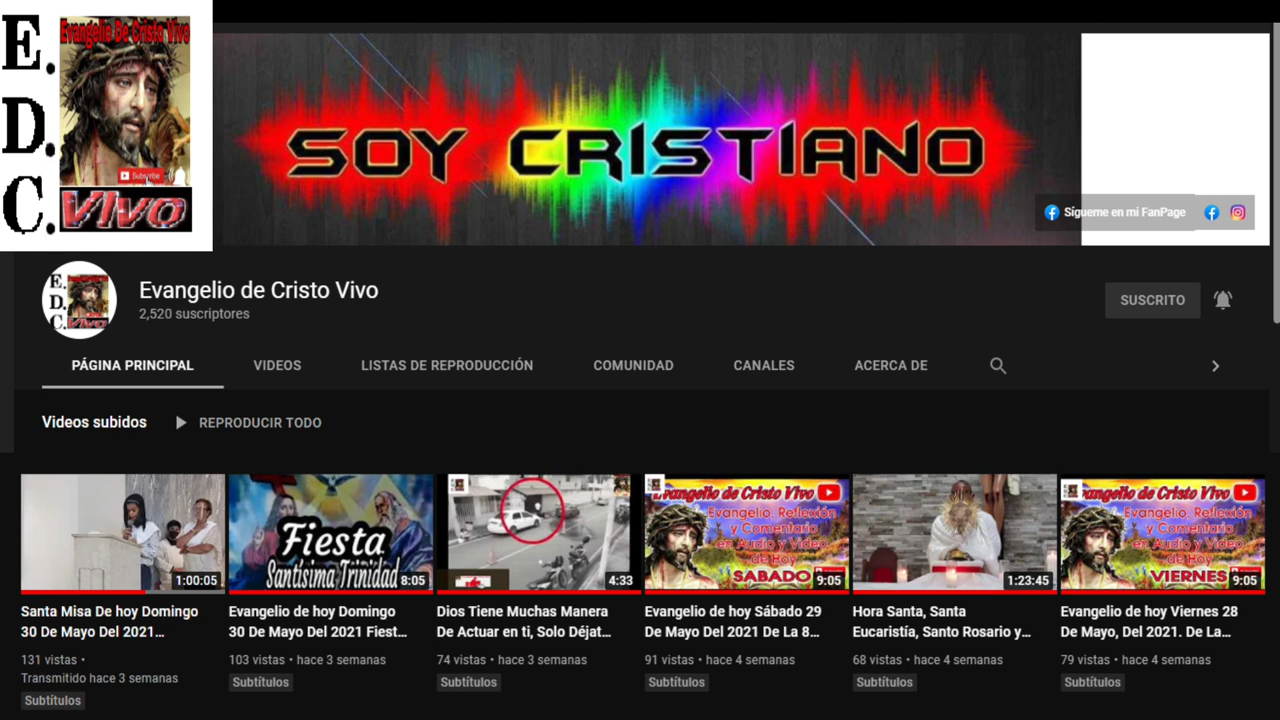 E.
D.
C.
Evangelio De Cristo Vivo
Subscribe
Vivo
SOY CRISTIANO
Sígueme en mi FanPage
E.
D.
C.
Vivo
Evangelio de Cristo Vivo
2,520 suscriptores
SUSCRITO
PÁGINA PRINCIPAL
VIDEOS
LISTAS DE REPRODUCCIÓN
COMUNIDAD
CANALES
ACERCA DE
Videos subidos
REPRODUCIR TODO
1:00:05
Santa Misa De hoy Domingo
30 De Mayo Del 2021...
131 vistas •
Transmitido hace 3 semanas
Subtítulos
Fiesta
Santísima Trinidad
8:05
Evangelio de hoy Domingo
30 De Mayo Del 2021 Fiest...
103 vistas • hace 3 semanas
Subtítulos
4:33
Dios Tiene Muchas Manera
De Actuar en ti, Solo Déjat...
74 vistas • hace 3 semanas
Subtítulos
Evangelio de Cristo Vivo
Evangelio, Reflexión
y Comentario
en Audio y Video
de Hoy
SABADO
9:05
Evangelio de hoy Sábado 29
De Mayo Del 2021 De La 8...
91 vistas • hace 4 semanas
Subtítulos
1:23:45
Hora Santa, Santa
Eucaristía, Santo Rosario y...
68 vistas • hace 4 semanas
Subtítulos
Evangelio de Cristo Vivo
Evangelio, Reflexión
y Comentario
en Audio y Video
de Hoy
VIERNES
9:05
Evangelio de hoy Viernes 28
De Mayo, Del 2021. De La...
79 vistas • hace 4 semanas
Subtítulos